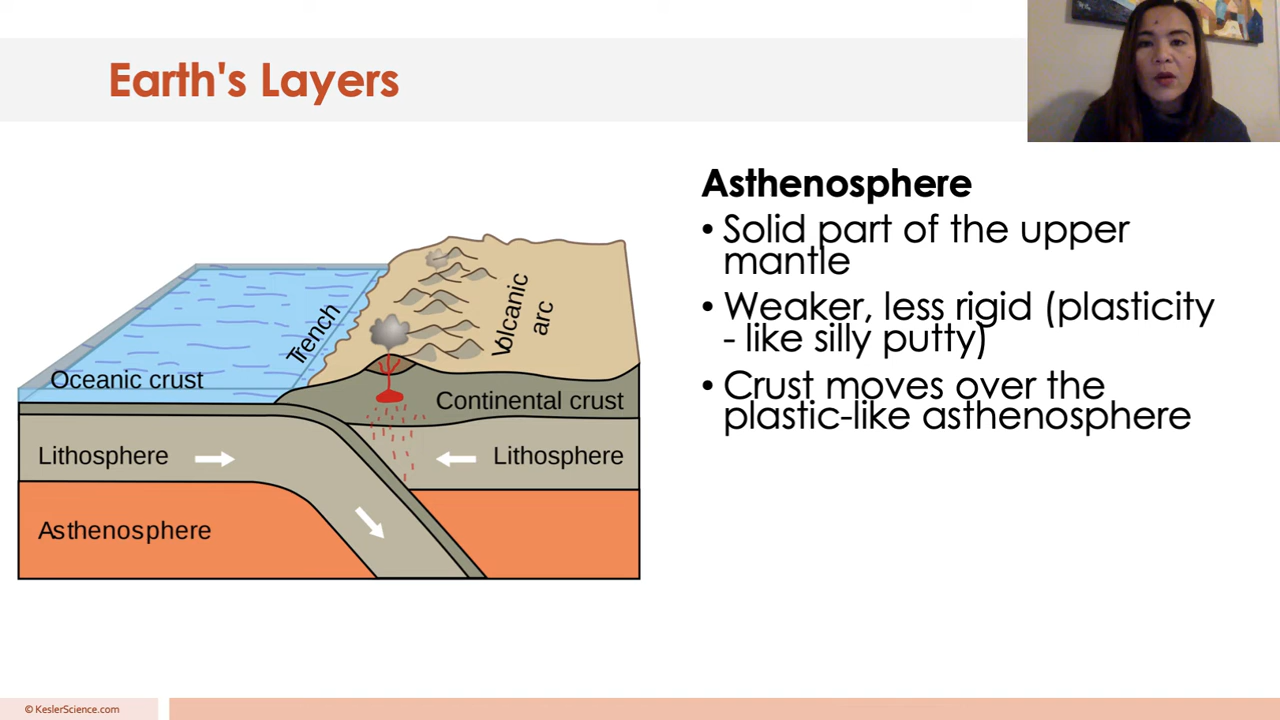 Earth's Layers
Asthenosphere
• Solid part of the upper
mantle
• Weaker, less rigid (plasticity
- like silly putty)
• Crust moves over the
plastic-like asthenosphere
Trench
Volcanic
arc
Oceanic crust
Continental crust
Lithosphere
Lithosphere
Asthenosphere
© KeslerScience.com